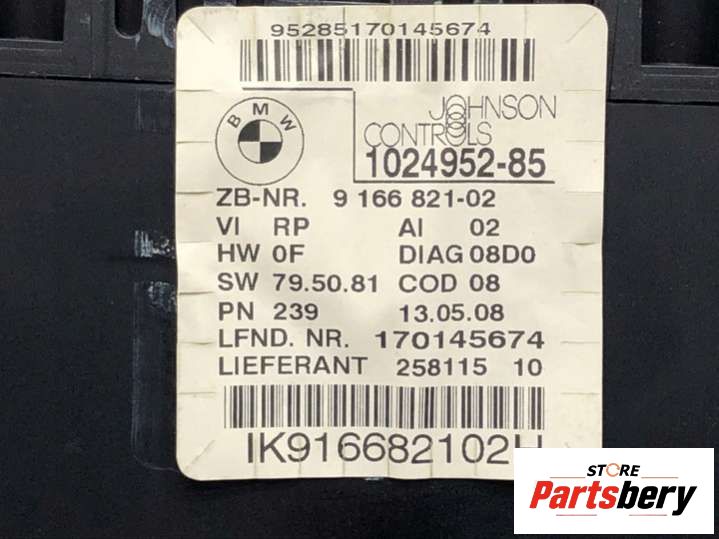 95285170145674
BMW
JOHNSON
CONTROLS
1024952-85
ZB-NR. 9 166 821-02
VI RP AI 02
HW 0F DIAG 08D0
SW 79.50.81 COD 08
PN 239 13.05.08
LFND. NR. 170145674
LIEFERANT 258115 10
IK916682102H
STORE
Partsbery